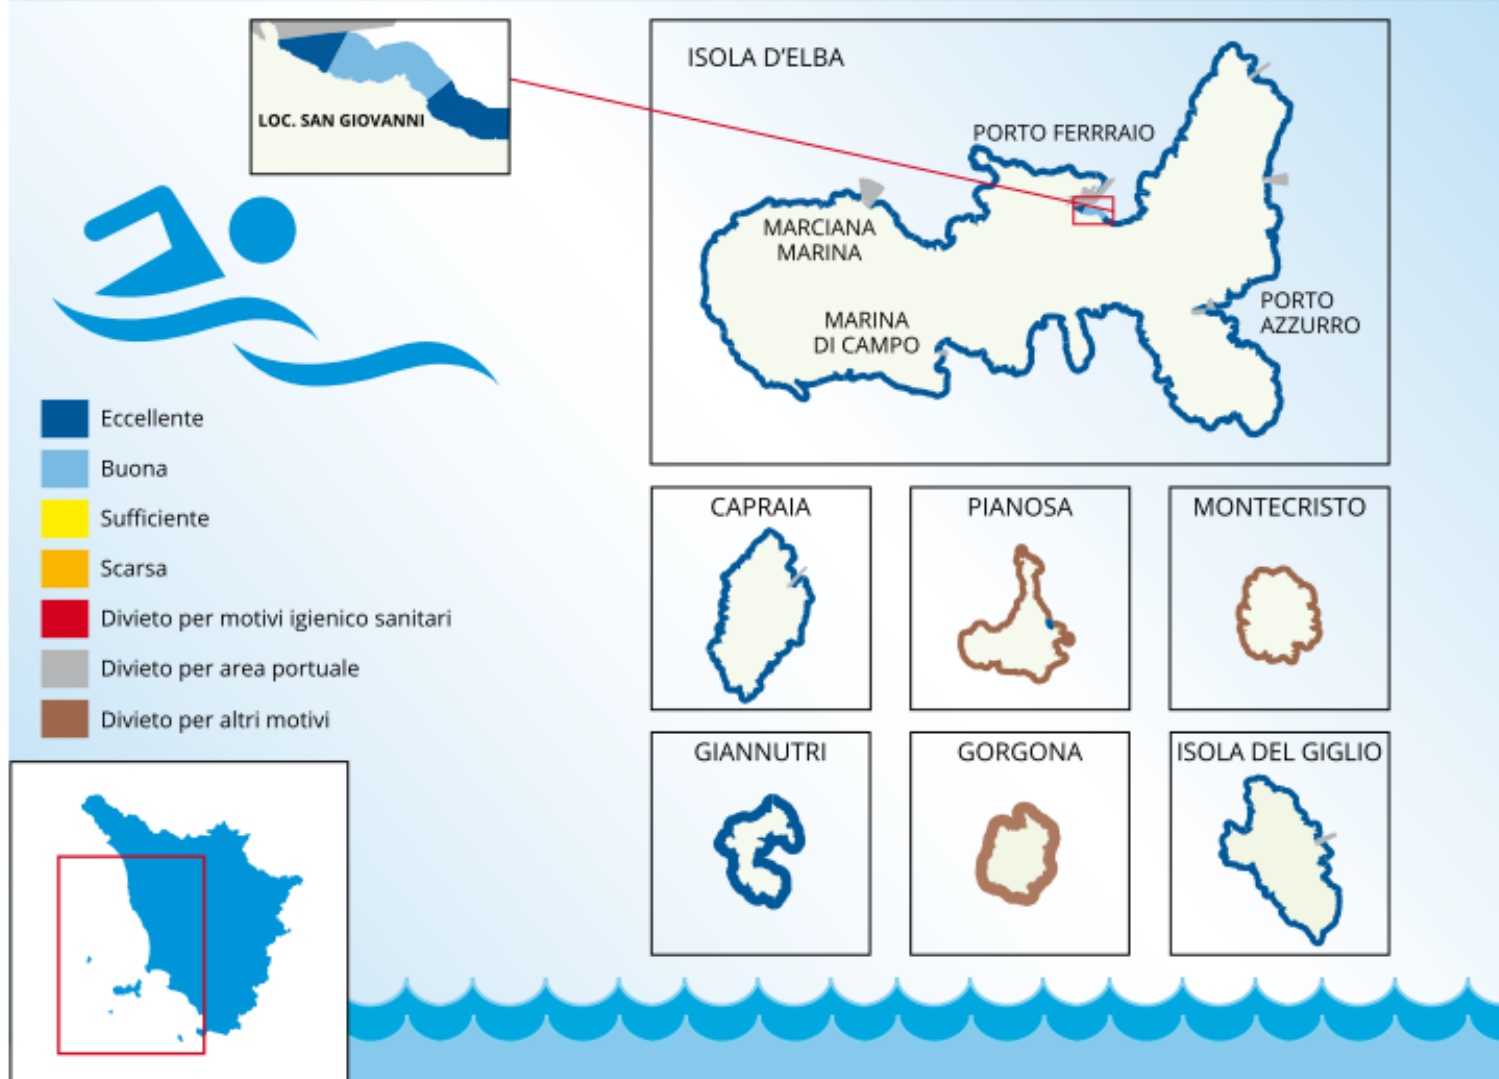 ISOLA D'ELBA
LOC. SAN GIOVANNI
PORTO FERRRAIO
MARCIANA
MARINA
PORTO
AZZURRO
MARINA
DI CAMPO
Eccellente
Buona
Sufficiente
Scarsa
Divieto per motivi igienico sanitari
Divieto per area portuale
Divieto per altri motivi
CAPRAIA
PIANOSA
MONTECRISTO
GIANNUTRI
GORGONA
ISOLA DEL GIGLIO